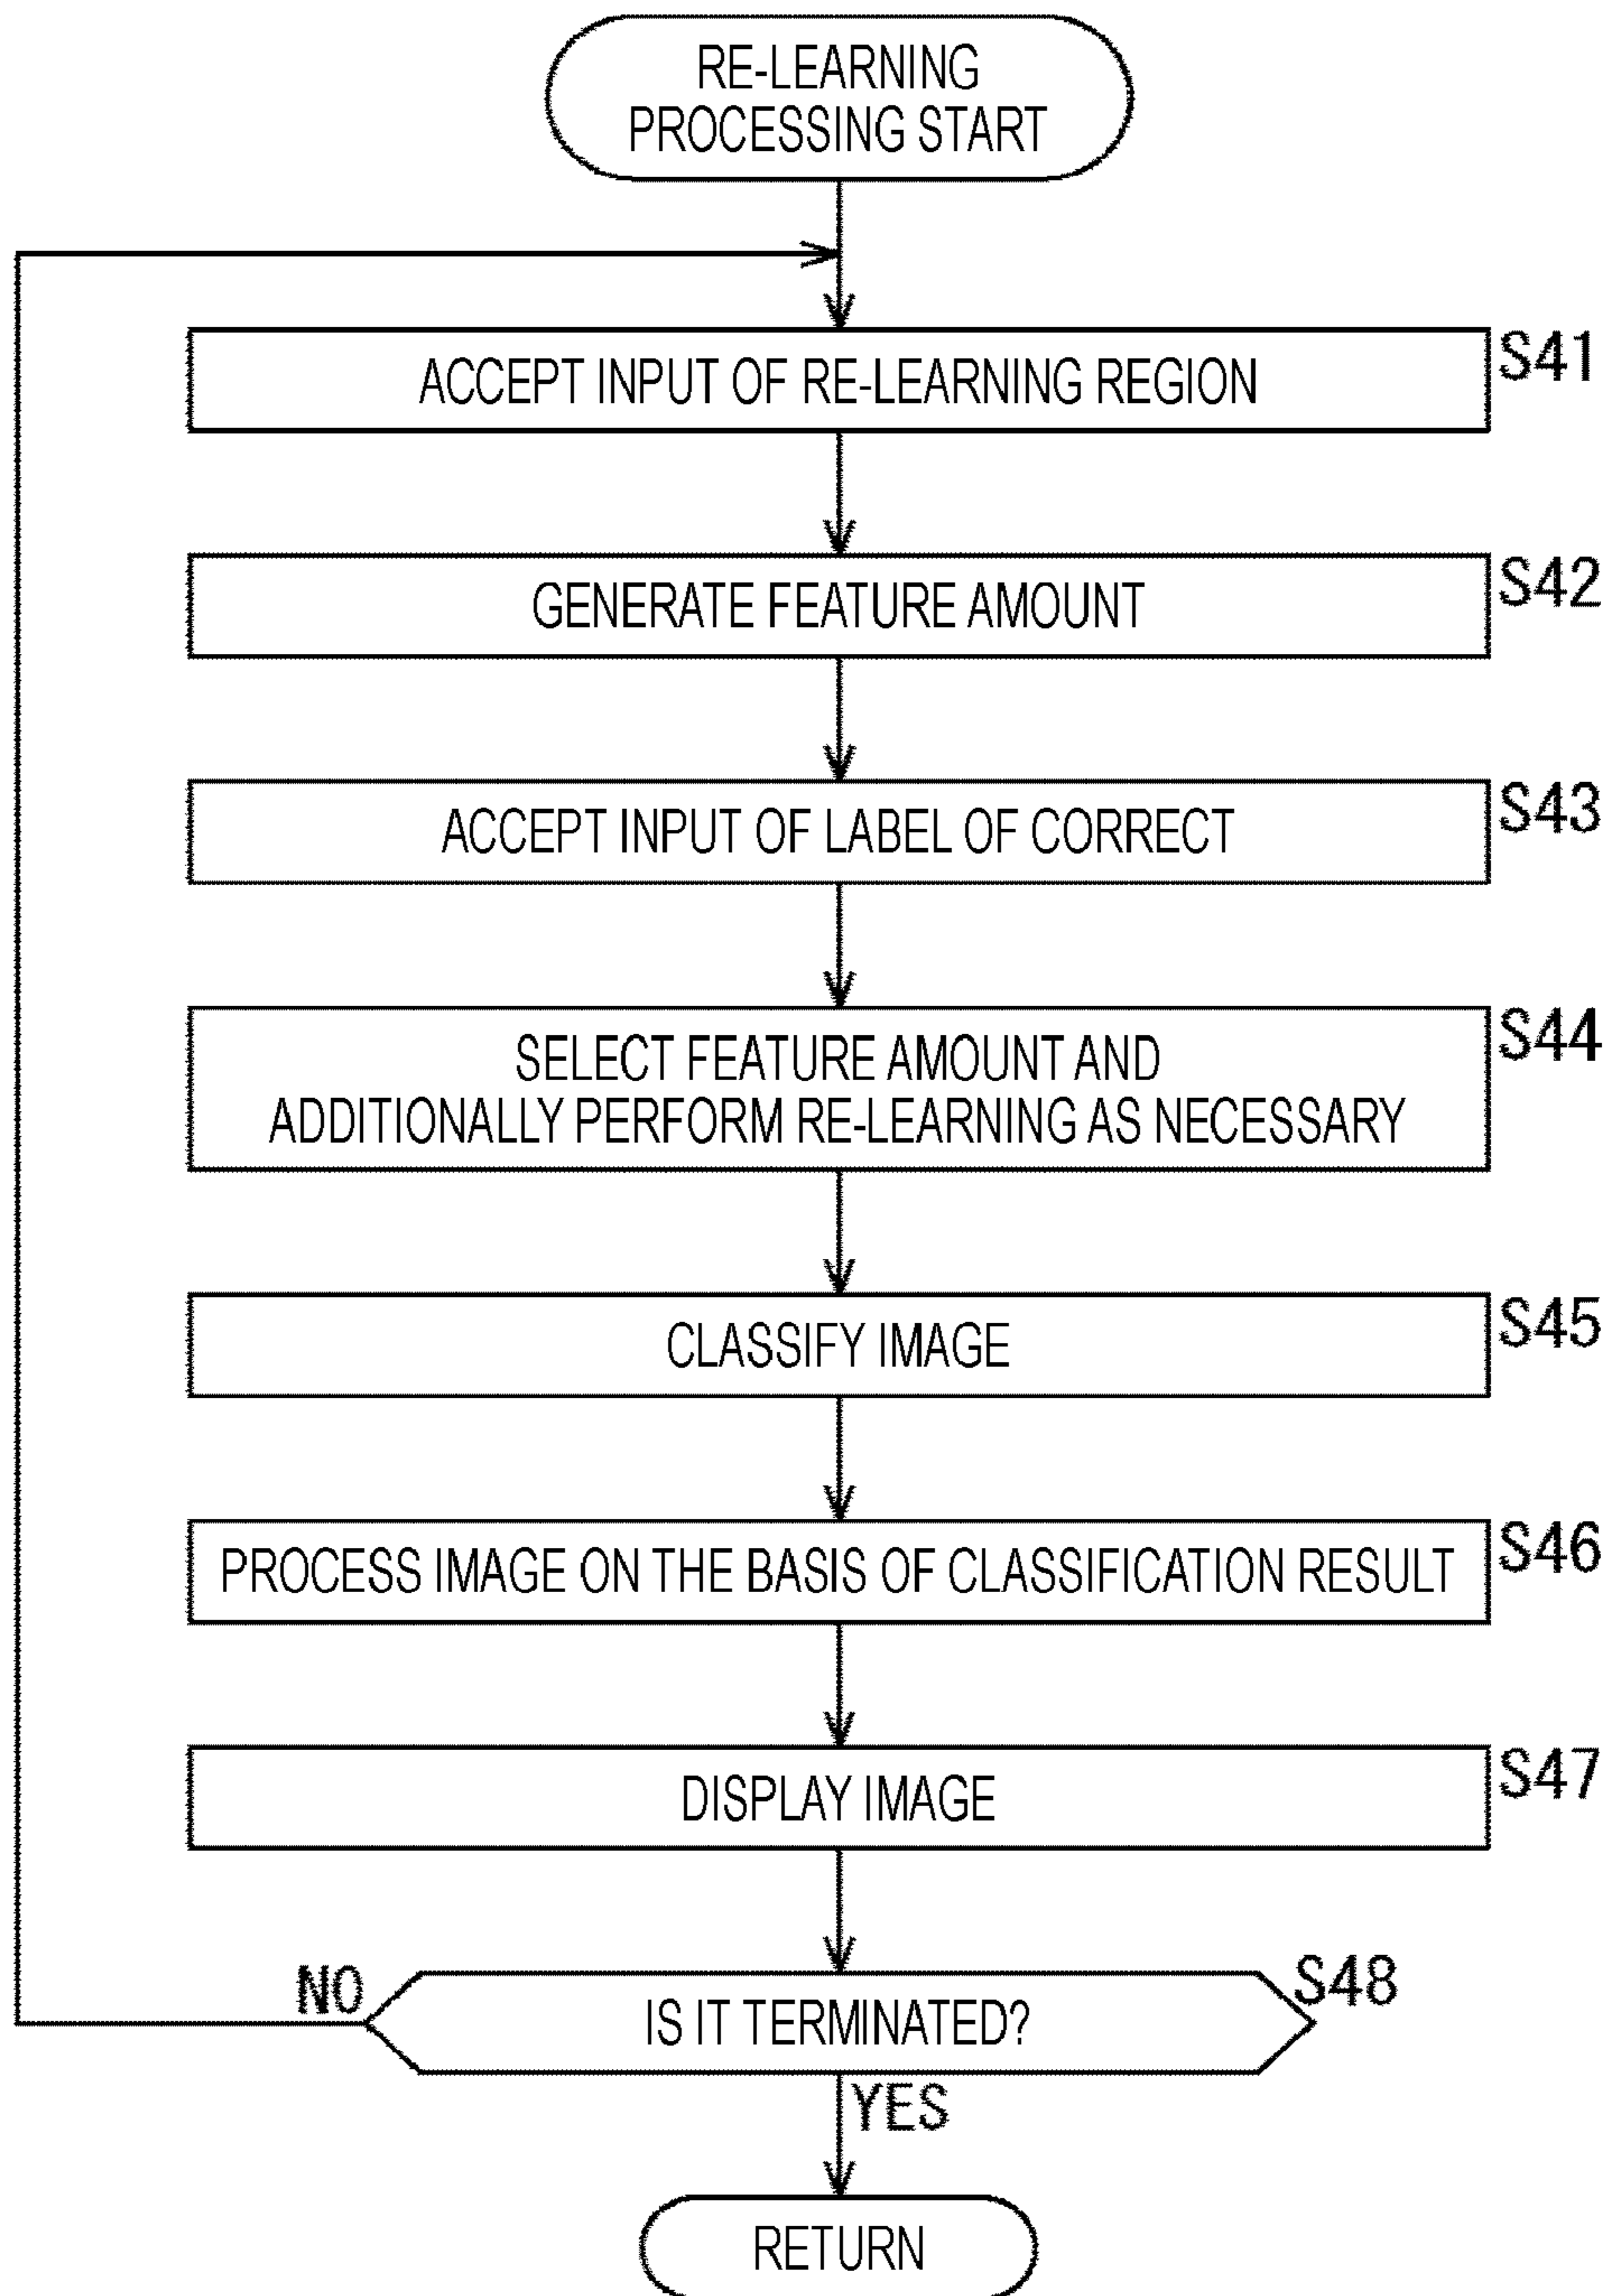 RE-LEARNING
PROCESSING START
ACCEPT INPUT OF RE-LEARNING REGION
S41
GENERATE FEATURE AMOUNT
S42
ACCEPT INPUT OF LABEL OF CORRECT
S43
SELECT FEATURE AMOUNT AND
ADDITIONALLY PERFORM RE-LEARNING AS NECESSARY
S44
CLASSIFY IMAGE
S45
PROCESS IMAGE ON THE BASIS OF CLASSIFICATION RESULT
S46
DISPLAY IMAGE
S47
NO
IS IT TERMINATED?
S48
YES
RETURN